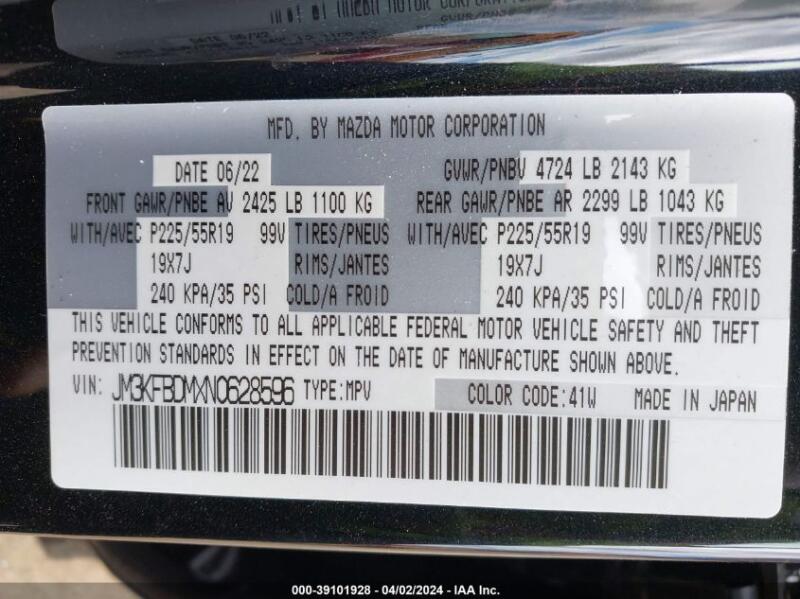 MFD. BY MAZDA MOTOR CORPORATION
DATE 06/22 GVWR/PNBV 4724 LB 2143 KG
FRONT GAWR/PNBE AV 2425 LB 1100 KG REAR GAWR/PNBE AR 2299 LB 1043 KG
WITH/AVEC P225/55R19 99V TIRES/PNEUS WITH/AVEC P225/55R19 99V TIRES/PNEUS
19X7J RIMS/JANTES 19X7J RIMS/JANTES
240 KPA/35 PSI COLD/A FROID 240 KPA/35 PSI COLD/A FROID
THIS VEHICLE CONFORMS TO ALL APPLICABLE FEDERAL MOTOR VEHICLE SAFETY AND THEFT
PREVENTION STANDARDS IN EFFECT ON THE DATE OF MANUFACTURE SHOWN ABOVE.
VIN: JM3KFBDMXN0628596 TYPE:MPV COLOR CODE:41W MADE IN JAPAN
000-39101928 - 04/02/2024 - IAA Inc.